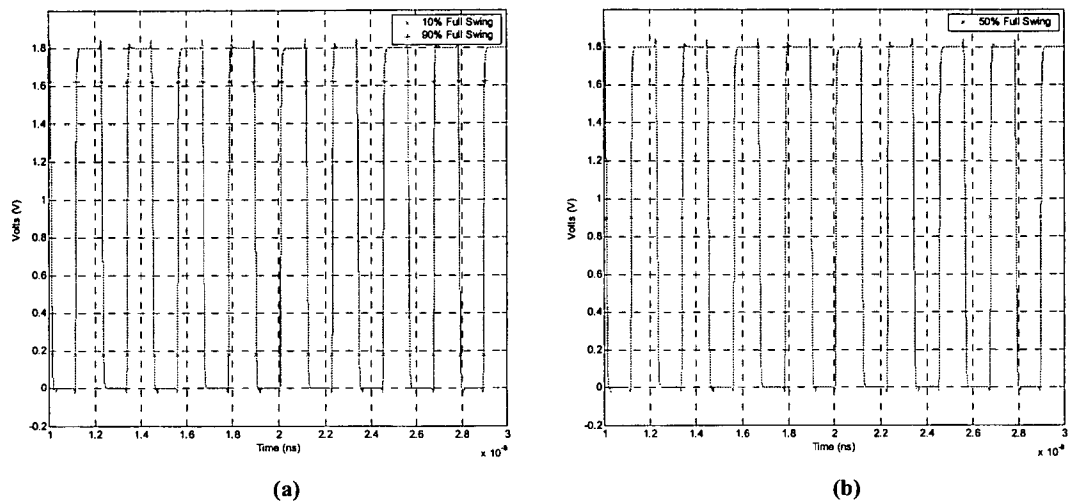 10% Full Swing
90% Full Swing
1.8
1.6
1.4
1.2
1
0.8
0.6
0.4
0.2
0
-0.2
Volts (V)
1 1.2 1.4 1.6 1.8 2 2.2 2.4 2.6 2.8 3
Time (ns)
x 10⁻⁸
(a)
50% Full Swing
1.8
1.6
1.4
1.2
1
0.8
0.6
0.4
0.2
0
-0.2
Volts (V)
1 1.2 1.4 1.6 1.8 2 2.2 2.4 2.6 2.8 3
Time (ns)
x 10⁻⁸
(b)